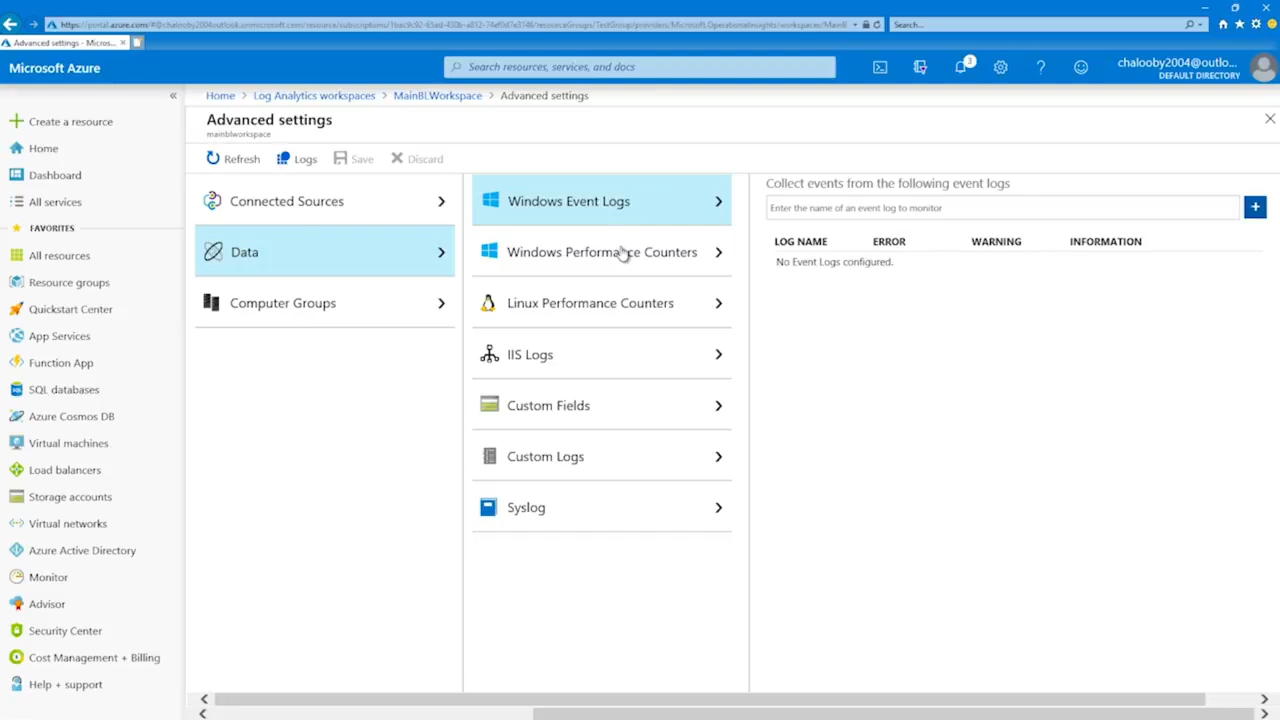 Search...
Advanced settings - Micros...
Microsoft Azure
Search resources, services, and docs
3
chalooby2004@outlo...
DEFAULT DIRECTORY
Home > Log Analytics workspaces > MainBLWorkspace > Advanced settings
Create a resource
Home
Dashboard
All services
FAVORITES
All resources
Resource groups
Quickstart Center
App Services
Function App
SQL databases
Azure Cosmos DB
Virtual machines
Load balancers
Storage accounts
Virtual networks
Azure Active Directory
Monitor
Advisor
Security Center
Cost Management + Billing
Help + support
Advanced settings
mainblworkspace
Refresh
Logs
Save
Discard
Connected Sources
Data
Computer Groups
Windows Event Logs
Windows Performance Counters
Linux Performance Counters
IIS Logs
Custom Fields
Custom Logs
Syslog
Collect events from the following event logs
Enter the name of an event log to monitor
LOG NAME ERROR WARNING INFORMATION
No Event Logs configured.